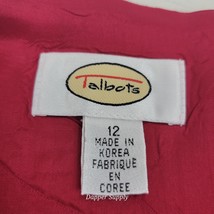 Talbots
12
MADE IN
KOREA
FABRIQUE
EN
COREE
Dapper Supply